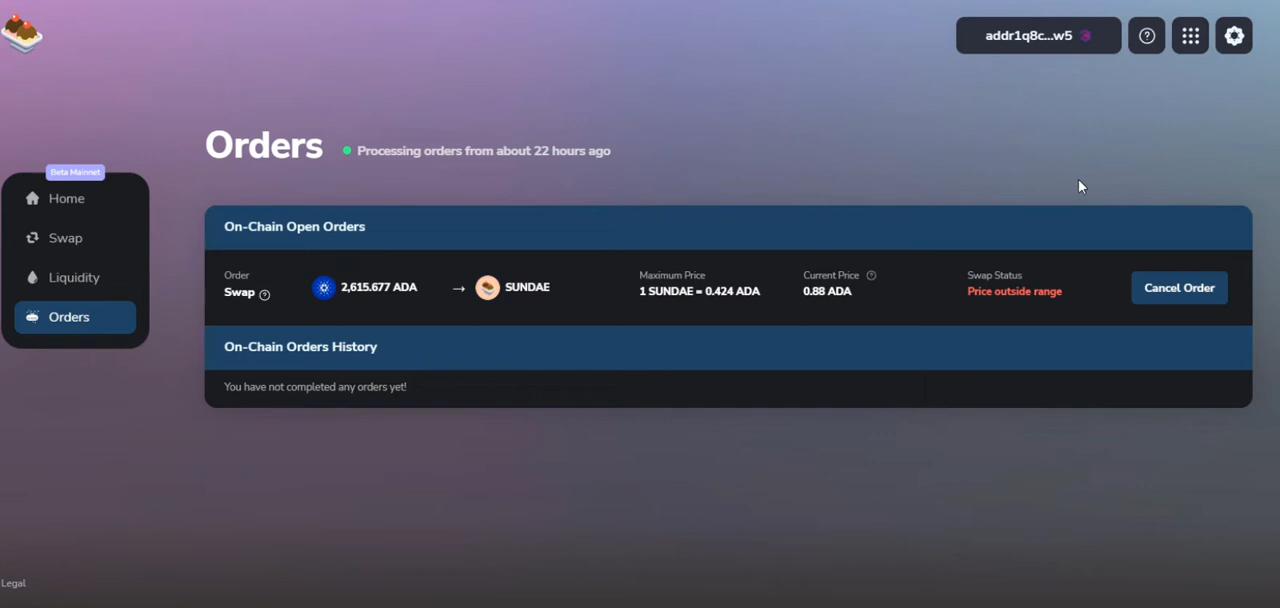 addr1q8c...w5
Orders
Processing orders from about 22 hours ago
Beta Mainnet
Home
Swap
Liquidity
Orders
On-Chain Open Orders
Order
Swap
2,615.677 ADA
→
SUNDAE
Maximum Price
1 SUNDAE = 0.424 ADA
Current Price
0.88 ADA
Swap Status
Price outside range
Cancel Order
On-Chain Orders History
You have not completed any orders yet!
Legal